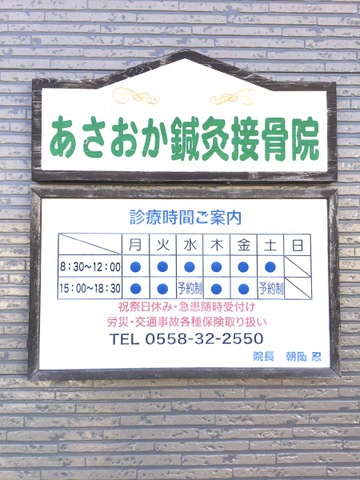 あさおか鍼灸接骨院
診療時間ご案内
月 火 水 木 金 土 日
8:30~12:00 ● ● ● ● ● ●
15:00~18:30 ● ● 予約制 ● ● 予約制
祝祭日休み・急患随時受付け
労災・交通事故各種保険取り扱い
TEL 0558-32-2550
院長 朝岡 忍